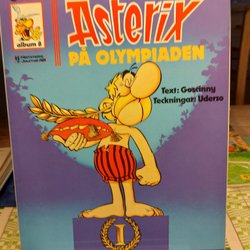 Asterix
album 8
PÅ OLYMPIADEN
Text: Goscinny
Teckningar: Uderzo
I